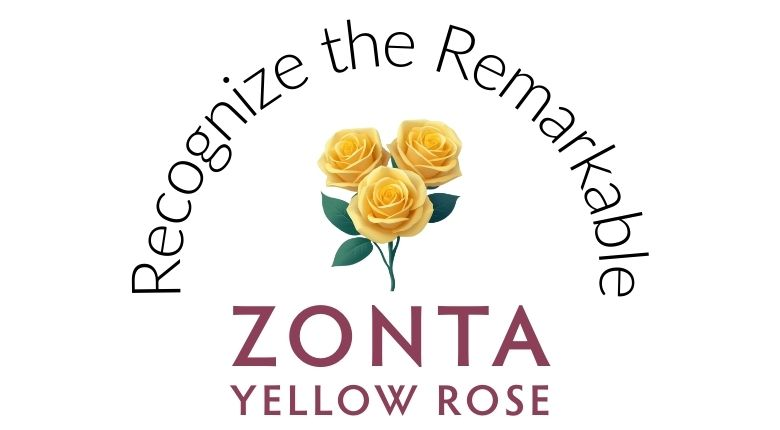 Recognize the Remarkable
ZONTA
YELLOW ROSE